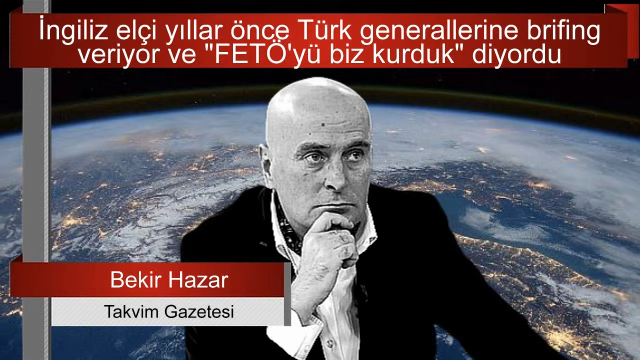 İngiliz elçi yıllar önce Türk generallerine brifing
veriyor ve "FETÖ'yü biz kurduk" diyordu
Bekir Hazar
Takvim Gazetesi